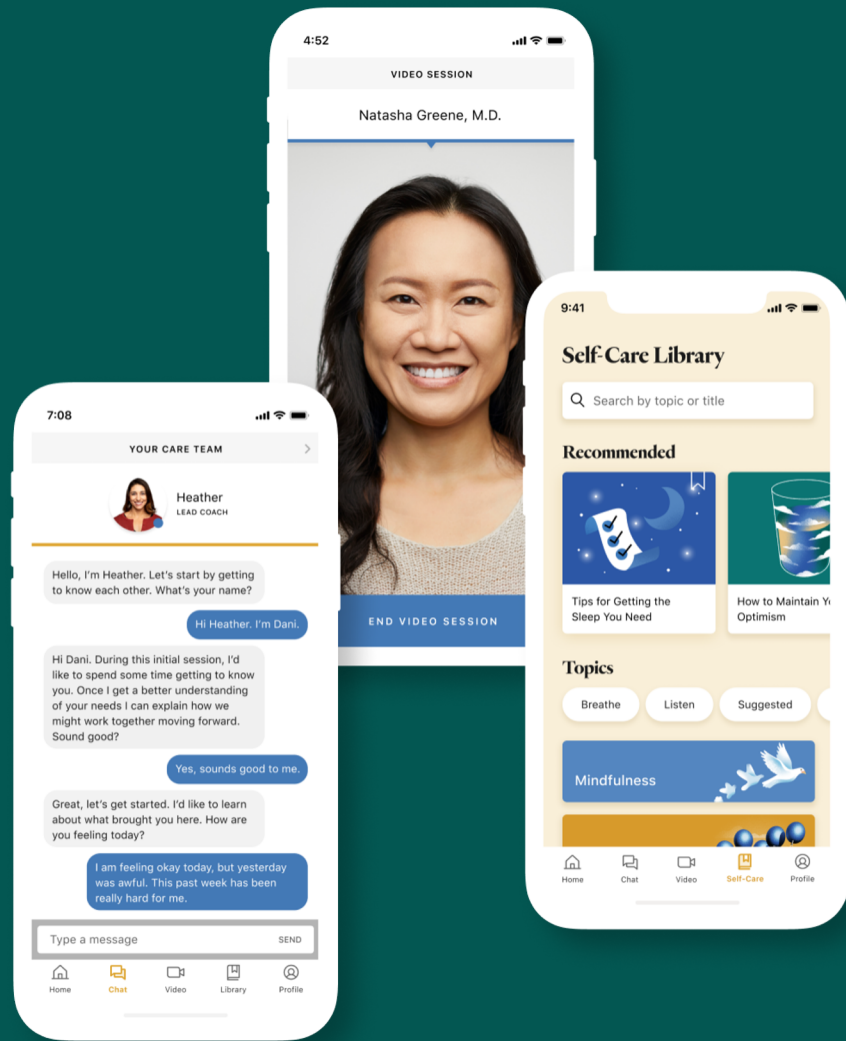 4:52
VIDEO SESSION
Natasha Greene, M.D.
END VIDEO SESSION
7:08
YOUR CARE TEAM
Heather
LEAD COACH
Hello, I'm Heather. Let's start by getting
to know each other. What's your name?
Hi Heather. I'm Dani.
Hi Dani. During this initial session, I'd
like to spend some time getting to know
you. Once I get a better understanding
of your needs I can explain how we
might work together moving forward.
Sound good?
Yes, sounds good to me.
Great, let's get started. I'd like to learn
about what brought you here. How are
you feeling today?
I am feeling okay today, but yesterday
was awful. This past week has been
really hard for me.
Type a message SEND
Home Chat Video Library Profile
9:41
Self-Care Library
Search by topic or title
Recommended
Tips for Getting the
Sleep You Need
How to Maintain
Optimism
Topics
Breathe Listen Suggested
Mindfulness
Home Chat Video Self-Care Profile